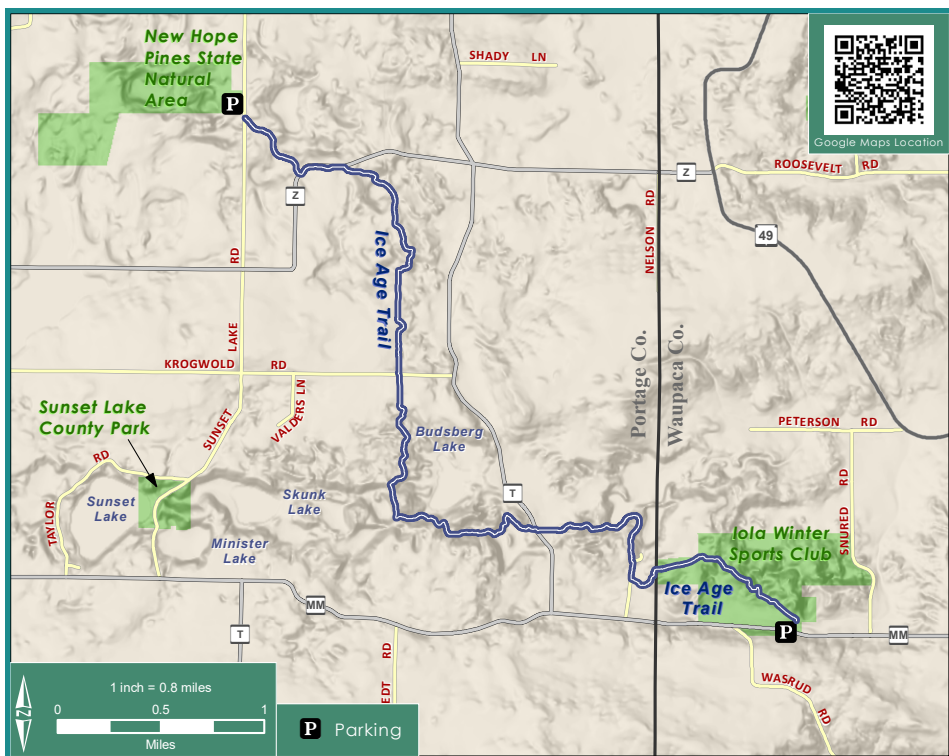 New Hope
Pines State
Natural
Area
P
SHADY LN
Google Maps Location
ROOSEVELT RD
Z
Z
49
NELSON RD
RD
Ice Age Trail
LAKE
KROGWOLD RD
Portage Co.
Waupaca Co.
VALDERS LN
SUNSET
Sunset Lake
County Park
Budsberg
Lake
PETERSON RD
RD
Sunset
Lake
Skunk
Lake
T
TAYLOR
Minister
Lake
Iola Winter
Sports Club
SNURED RD
Ice Age
Trail
MM
T
P
MM
RD
EDT
WASRUD RD
N
1 inch = 0.8 miles
0 0.5 1
Miles
P Parking